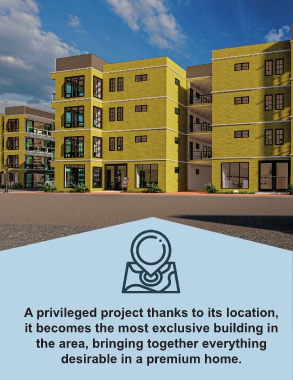 A privileged project thanks to its location,
it becomes the most exclusive building in
the area, bringing together everything
desirable in a premium home.